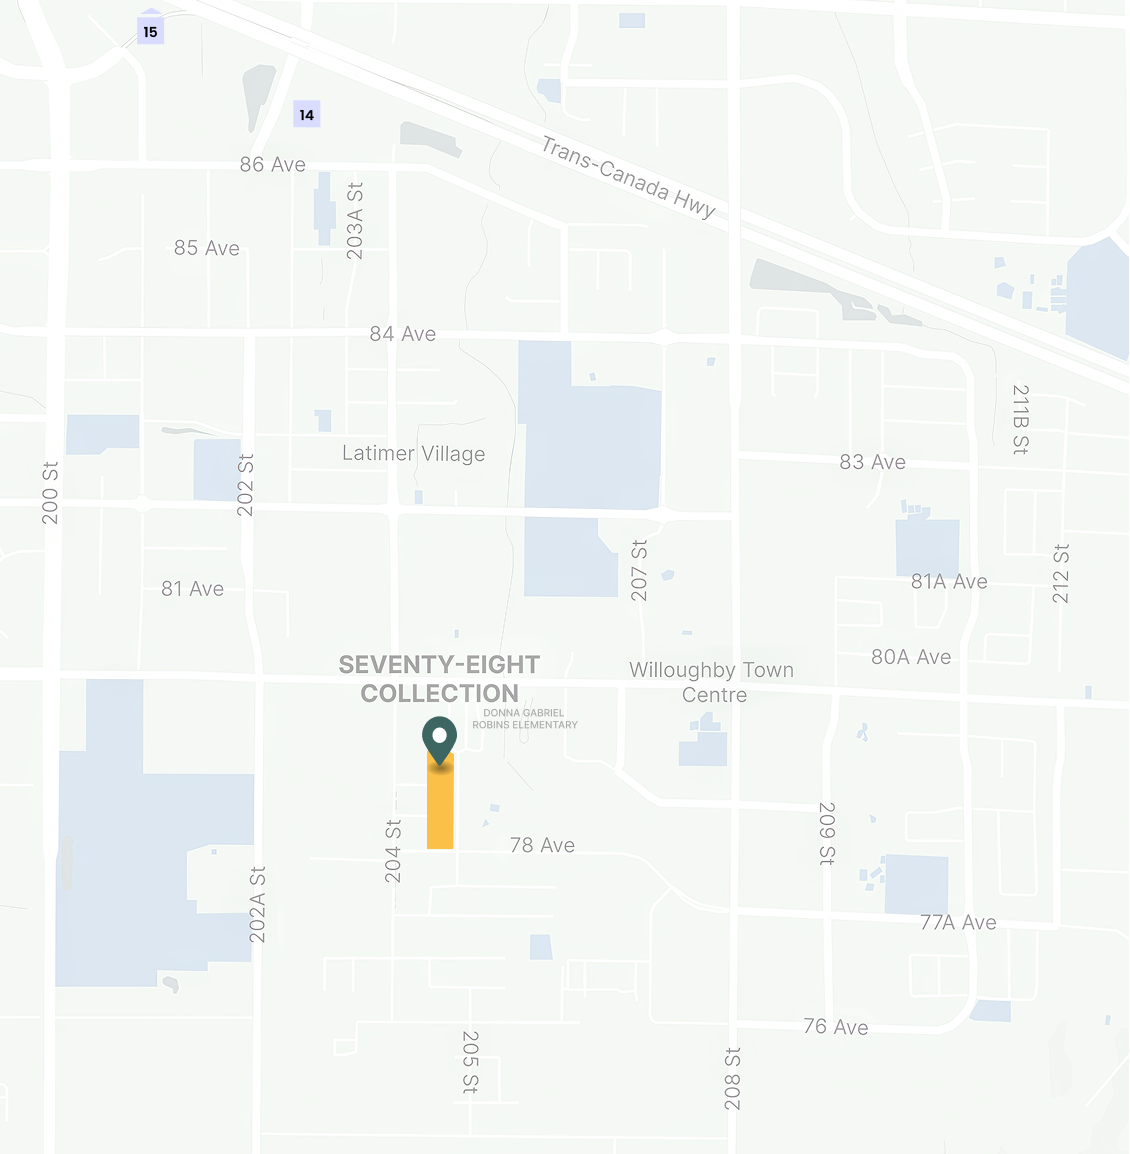 15
14
Trans-Canada Hwy
86 Ave
203A St
85 Ave
84 Ave
211B St
Latimer Village
83 Ave
200 St
202 St
207 St
212 St
81 Ave
81A Ave
80A Ave
SEVENTY-EIGHT
COLLECTION
Willoughby Town
Centre
DONNA GABRIEL
ROBINS ELEMENTARY
204 St
78 Ave
209 St
202A St
77A Ave
76 Ave
205 St
208 St